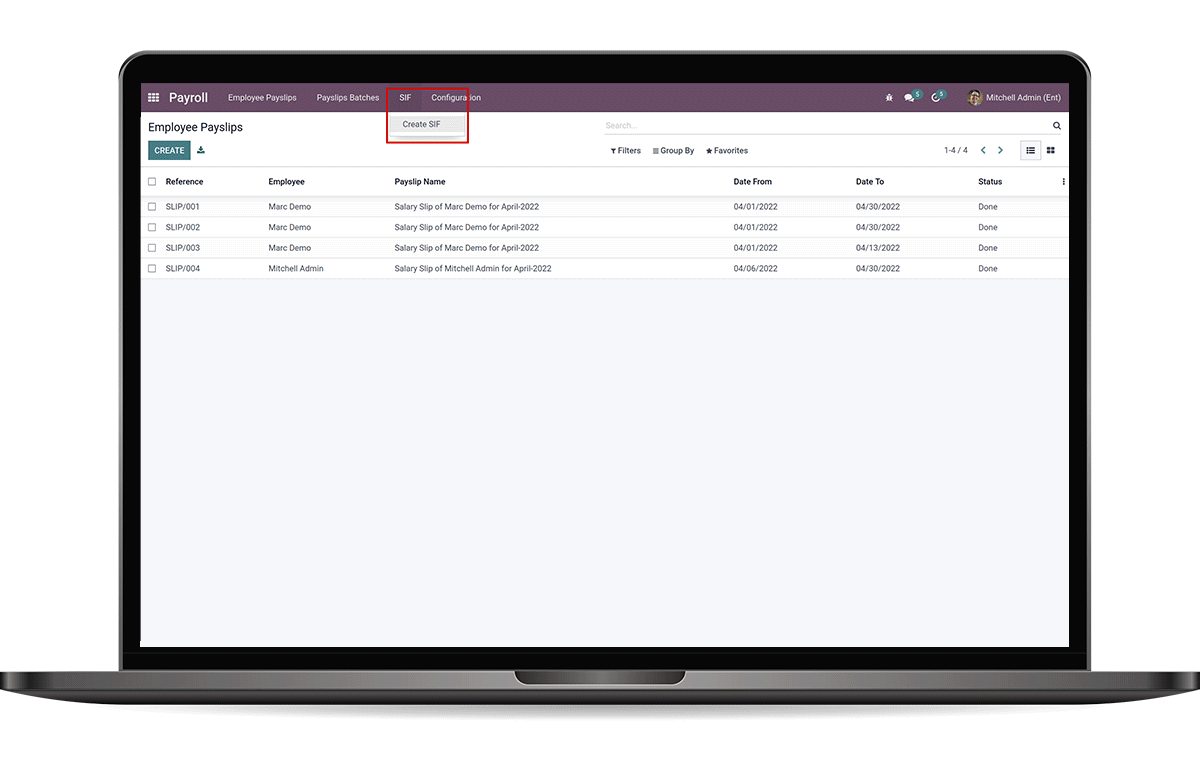 Payroll Employee Payslips Payslips Batches SIF Configuration 5 5 Mitchell Admin (Ent)
Create SIF
Employee Payslips Search...
CREATE Filters Group By Favorites 1-4 / 4
Reference Employee Payslip Name Date From Date To Status
SLIP/001 Marc Demo Salary Slip of Marc Demo for April-2022 04/01/2022 04/30/2022 Done
SLIP/002 Marc Demo Salary Slip of Marc Demo for April-2022 04/01/2022 04/30/2022 Done
SLIP/003 Marc Demo Salary Slip of Marc Demo for April-2022 04/01/2022 04/13/2022 Done
SLIP/004 Mitchell Admin Salary Slip of Mitchell Admin for April-2022 04/06/2022 04/30/2022 Done